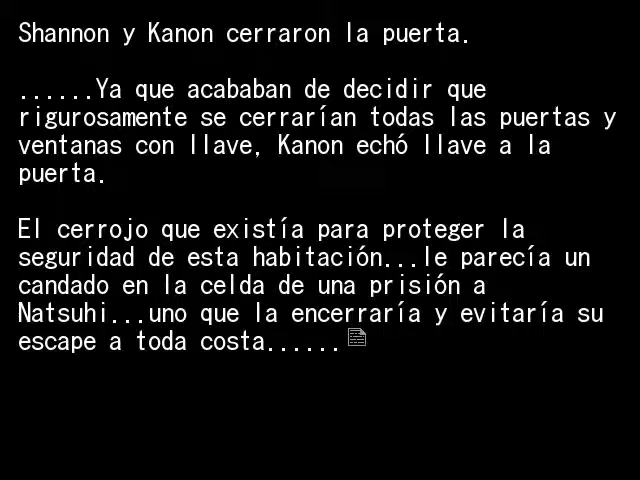 Shannon y Kanon cerraron la puerta.
......Ya que acababan de decidir que
rigurosamente se cerrarían todas las puertas y
ventanas con llave, Kanon echó llave a la
puerta.
El cerrojo que existía para proteger la
seguridad de esta habitación...le parecía un
candado en la celda de una prisión a
Natsuhi...uno que la encerraría y evitaría su
escape a toda costa......